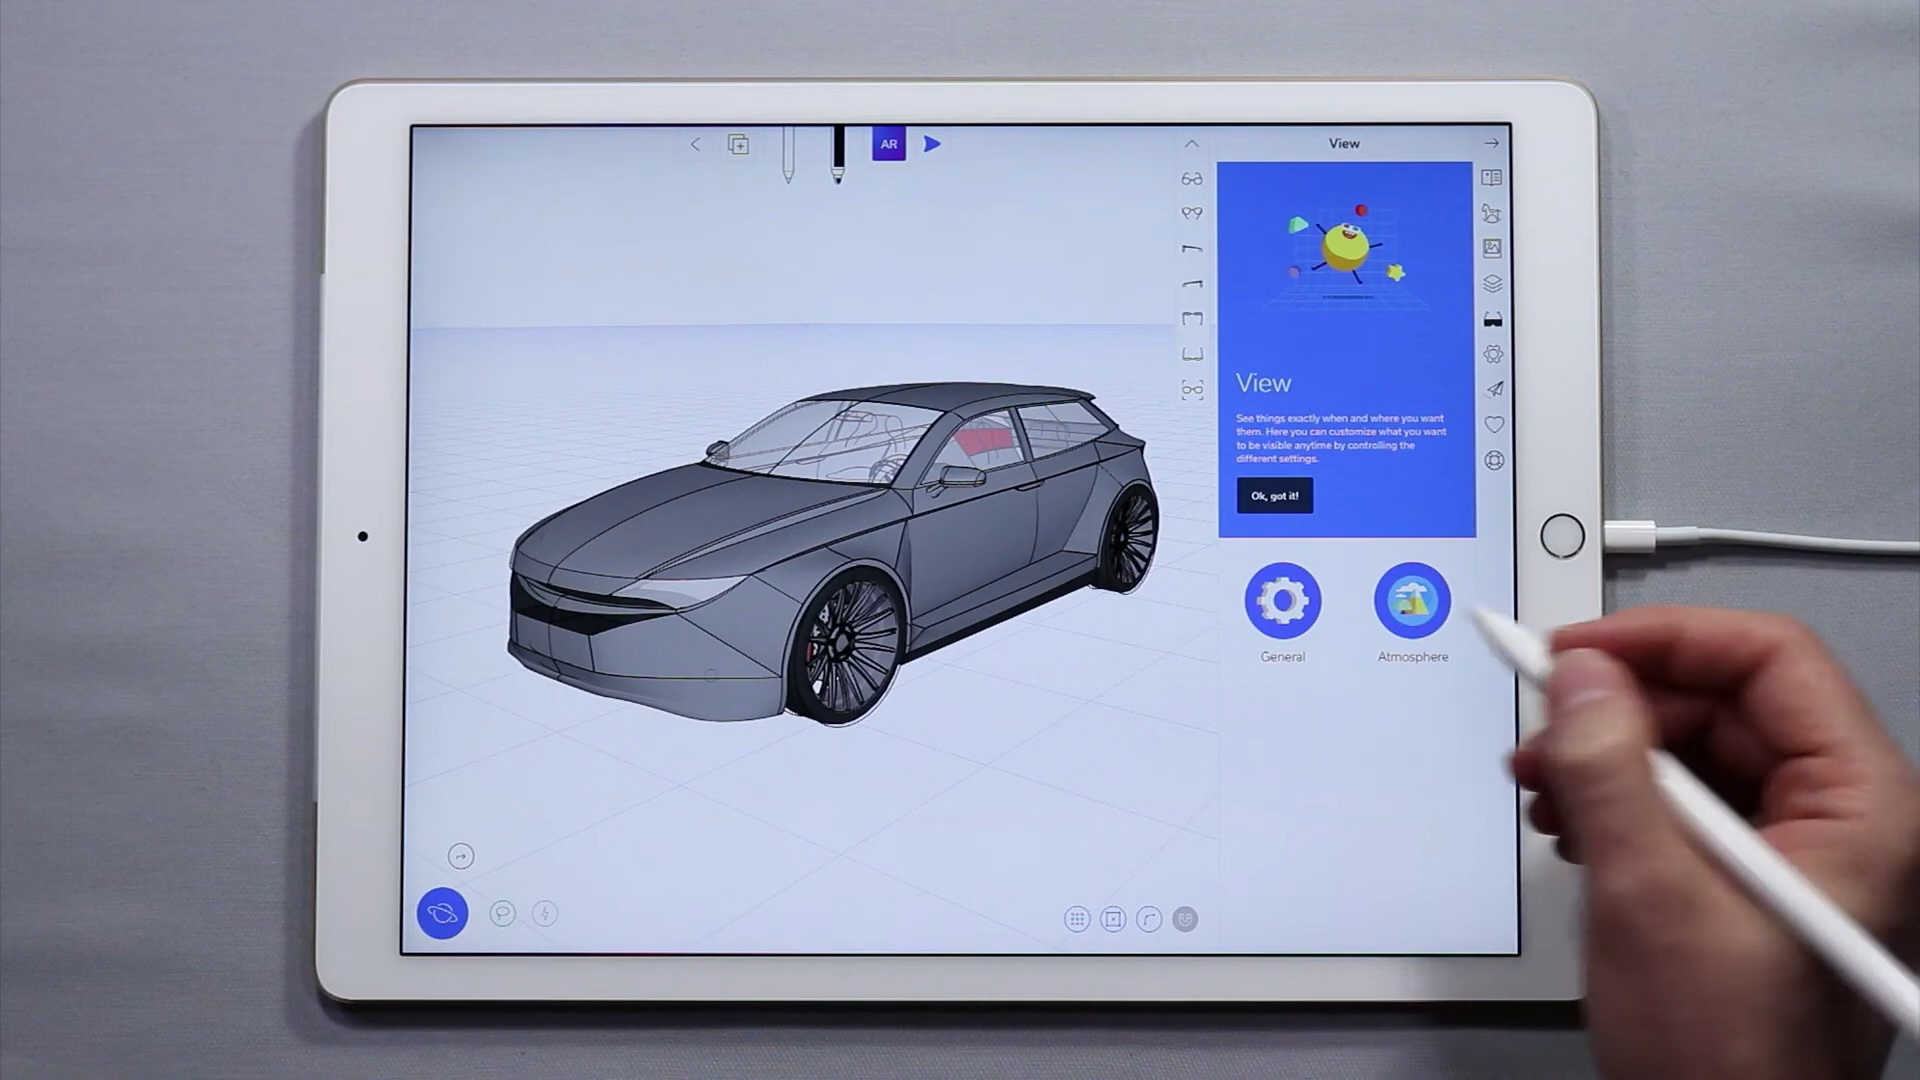 AR
View
View
See things exactly when and where you want
them. Here you can customize what you want
to be visible anytime by controlling the
different settings.
Ok, got it!
General
Atmosphere